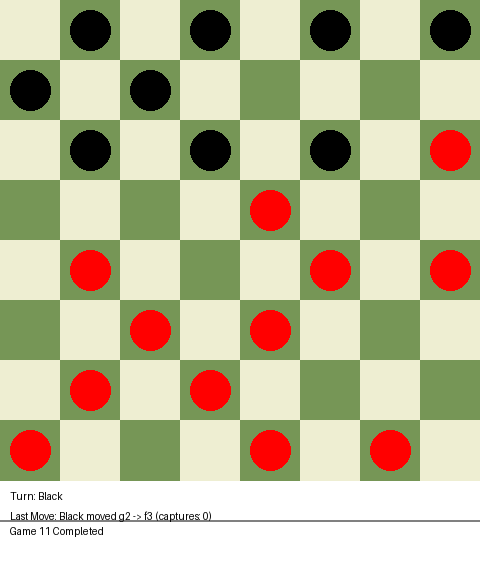 Turn: Black
Last Move: Black moved g2 -> f3 (captures: 0)
Game 11 Completed